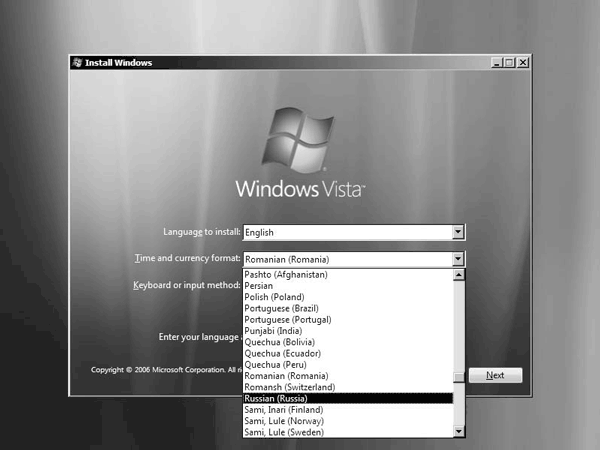 Install Windows
Windows Vista™
Language to install: English
Time and currency format: Romanian (Romania)
Keyboard or input method:
Pashto (Afghanistan)
Persian
Polish (Poland)
Portuguese (Brazil)
Portuguese (Portugal)
Punjabi (India)
Quechua (Bolivia)
Quechua (Ecuador)
Quechua (Peru)
Romanian (Romania)
Romansh (Switzerland)
Russian (Russia)
Sami, Inari (Finland)
Sami, Lule (Norway)
Sami, Lule (Sweden)
Enter your language
Copyright © 2006 Microsoft Corporation. All
Next